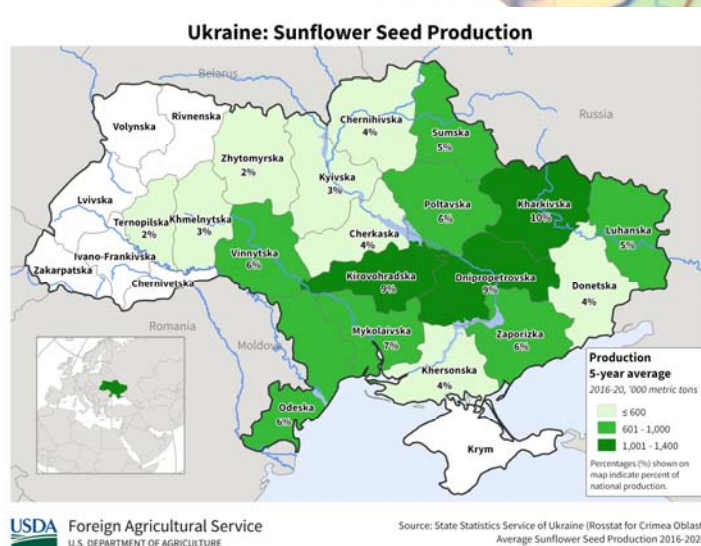 Ukraine: Sunflower Seed Production
Belarus
Russia
Volynska
Rivnenska
Chernihivska
4%
Sumska
5%
Zhytomyrska
2%
Kyivska
3%
Lvivska
Ternopilska
2%
Khmelnytska
3%
Poltavska
6%
Kharkivska
10%
Luhanska
5%
Cherkaska
4%
Vinnytska
6%
Ivano-Frankivska
Zakarpatska
Chernivetska
Kirovohradska
9%
Dnipropetrovska
9%
Donetska
4%
Romania
Moldova
Mykolaivska
7%
Zaporizka
6%
Khersonska
4%
Odeska
6%
Krym
Production
5-year average
2016-20, '000 metric tons
≤ 600
601 - 1,000
1,001 - 1,400
Percentages (%) shown on
map indicate percent of
national production.
USDA
Foreign Agricultural Service
U.S. DEPARTMENT OF AGRICULTURE
Source: State Statistics Service of Ukraine (Rosstat for Crimea Oblast
Average Sunflower Seed Production 2016-202